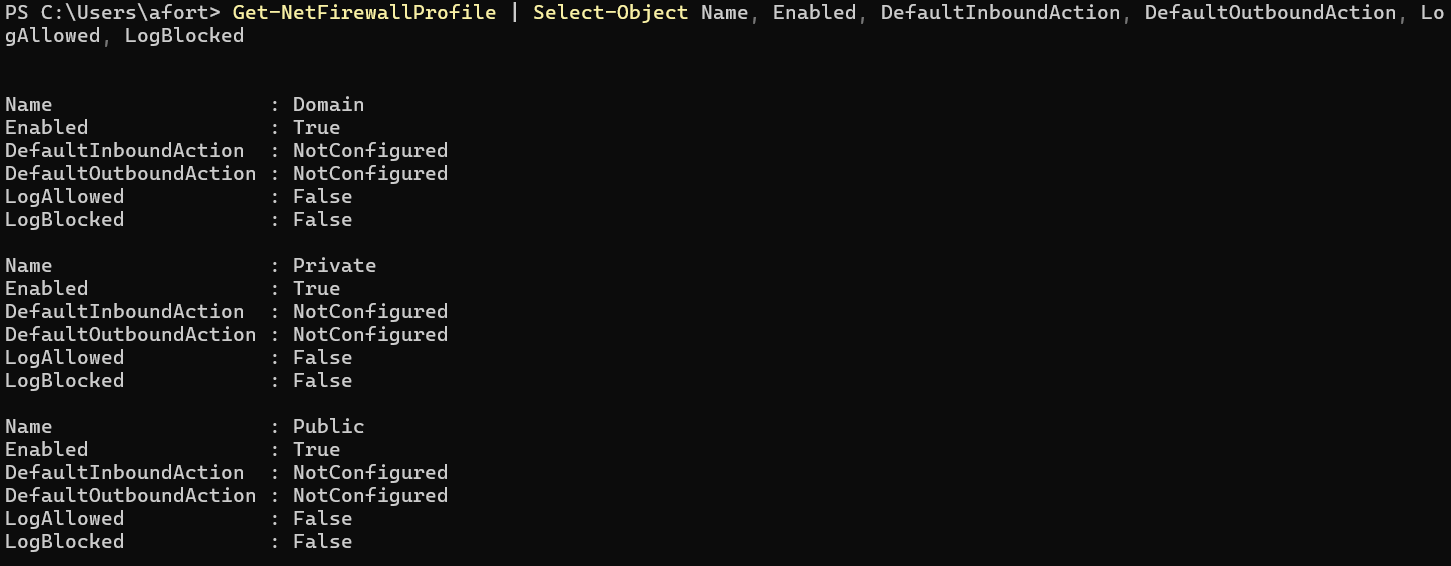 PS C:\Users\afort> Get-NetFirewallProfile | Select-Object Name, Enabled, DefaultInboundAction, DefaultOutboundAction, Lo
gAllowed, LogBlocked
Name                  : Domain
Enabled               : True
DefaultInboundAction  : NotConfigured
DefaultOutboundAction : NotConfigured
LogAllowed            : False
LogBlocked            : False
Name                  : Private
Enabled               : True
DefaultInboundAction  : NotConfigured
DefaultOutboundAction : NotConfigured
LogAllowed            : False
LogBlocked            : False
Name                  : Public
Enabled               : True
DefaultInboundAction  : NotConfigured
DefaultOutboundAction : NotConfigured
LogAllowed            : False
LogBlocked            : False